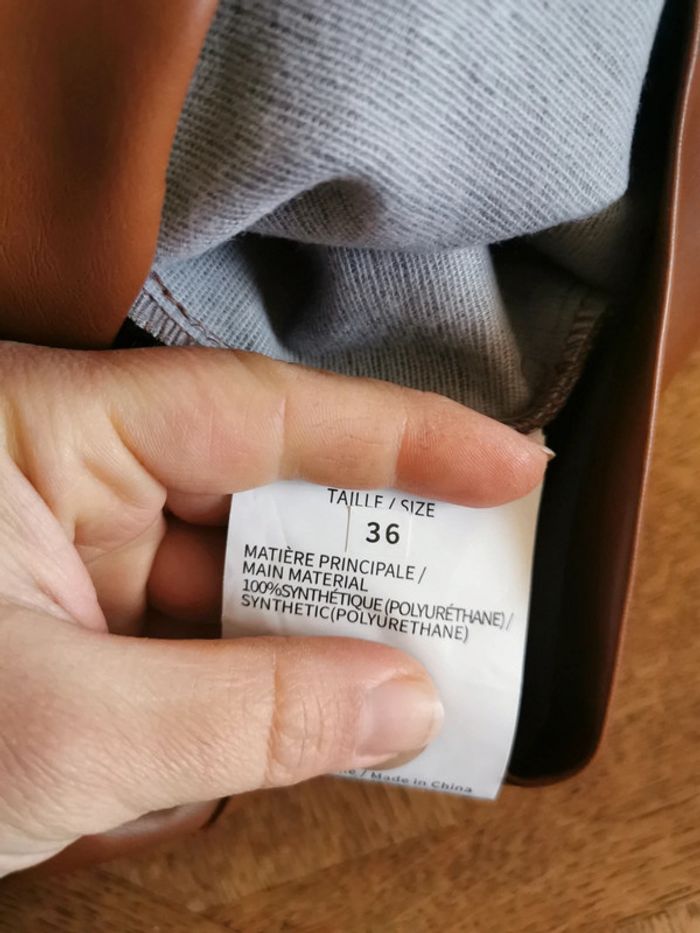 TAILLE / SIZE
36
MATIÈRE PRINCIPALE /
MAIN MATERIAL
100%SYNTHÉTIQUE (POLYURÉTHANE) /
SYNTHETIC(POLYURETHANE)
/ Made in China